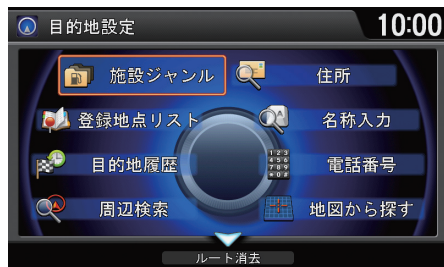 目的地設定 10:00
施設ジャンル 住所
登録地点リスト 名称入力
目的地履歴 電話番号
周辺検索 地図から探す
ルート消去